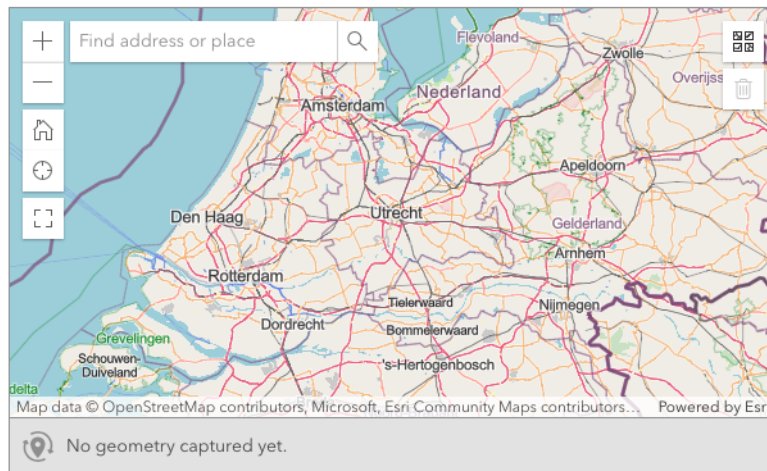 Find address or place
Flevoland
Zwolle
Nederland
Overijss
Amsterdam
Apeldoorn
Den Haag
Utrecht
Gelderland
Arnhem
Rotterdam
Tielerwaard
Nijmegen
Dordrecht
Bommelerwaard
Grevelingen
Schouwen-
Duiveland
's-Hertogenbosch
delta
Map data © OpenStreetMap contributors, Microsoft, Esri Community Maps contributors...
Powered by Esri
No geometry captured yet.